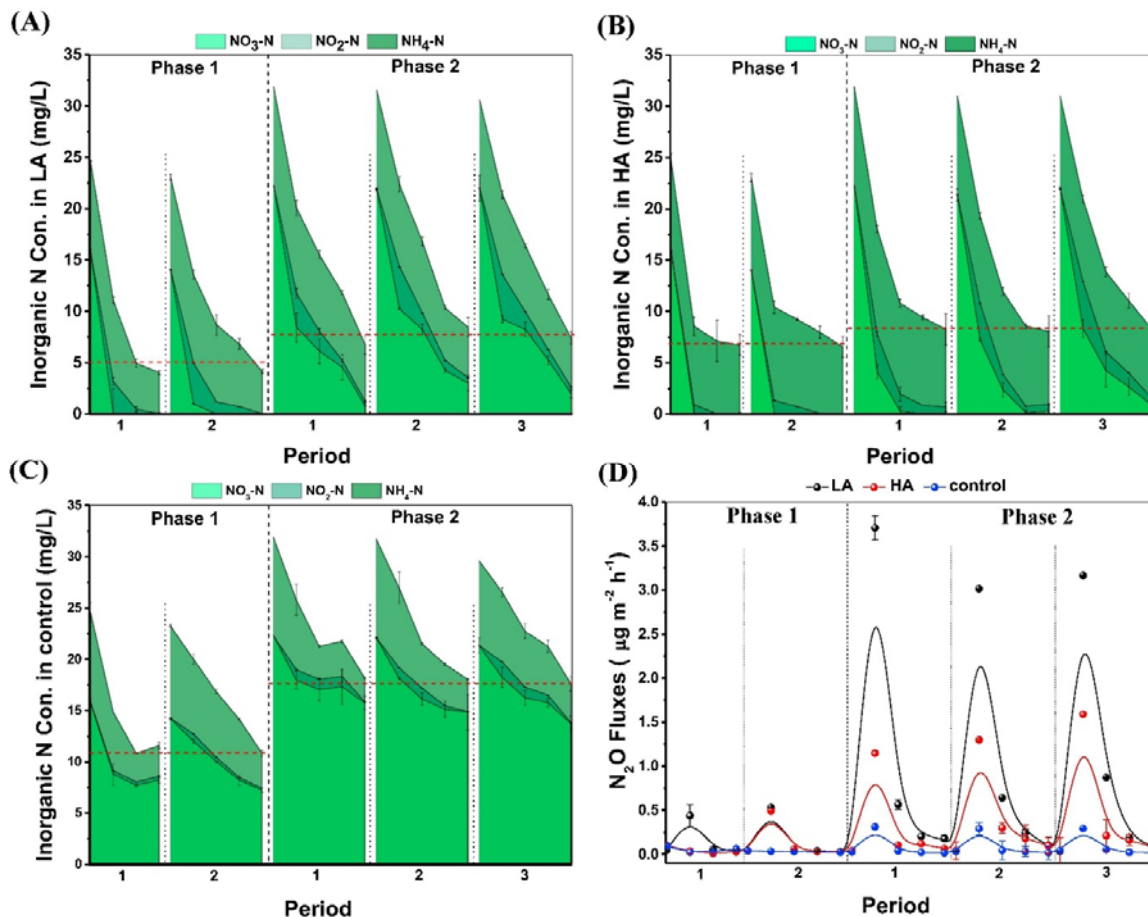 (A)
NO₃-N NO₂-N NH₄-N
Phase 1 Phase 2
Inorganic N Con. in LA (mg/L)
35
30
25
20
15
10
5
0
1 2 1 2 3
Period
(B)
NO₃-N NO₂-N NH₄-N
Phase 1 Phase 2
Inorganic N Con. in HA (mg/L)
35
30
25
20
15
10
5
0
1 2 1 2 3
Period
(C)
NO₃-N NO₂-N NH₄-N
Phase 1 Phase 2
Inorganic N Con. in control (mg/L)
35
30
25
20
15
10
5
0
1 2 1 2 3
Period
(D)
LA HA control
Phase 1 Phase 2
N₂O Fluxes ( µg m⁻² h⁻¹)
4.0
3.5
3.0
2.5
2.0
1.5
1.0
0.5
0.0
1 2 1 2 3
Period